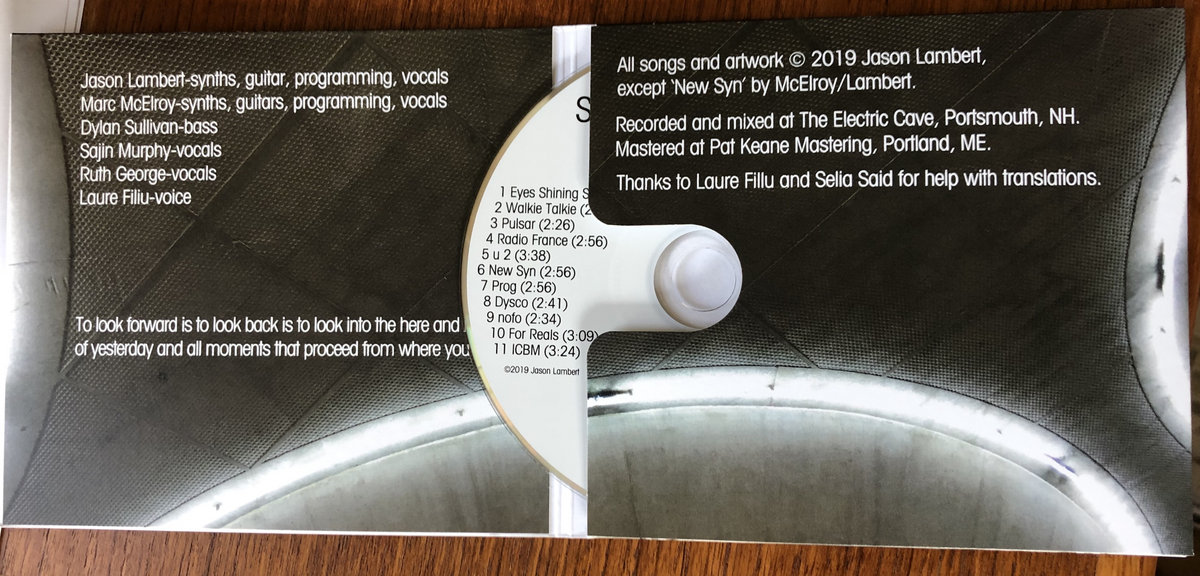 Jason Lambert-synths, guitar, programming, vocals
Marc McElroy-synths, guitars, programming, vocals
Dylan Sullivan-bass
Sajin Murphy-vocals
Ruth George-vocals
Laure Filiu-voice
To look forward is to look back is to look into the here and
of yesterday and all moments that proceed from where you
S
1 Eyes Shining S
2 Walkie Talkie (2
3 Pulsar (2:26)
4 Radio France (2:56)
5 u 2 (3:38)
6 New Syn (2:56)
7 Prog (2:56)
8 Dysco (2:41)
9 nofo (2:34)
10 For Reals (3:09)
11 ICBM (3:24)
©2019 Jason Lambert
All songs and artwork © 2019 Jason Lambert,
except ‘New Syn’ by McElroy/Lambert.
Recorded and mixed at The Electric Cave, Portsmouth, NH.
Mastered at Pat Keane Mastering, Portland, ME.
Thanks to Laure Fillu and Selia Said for help with translations.